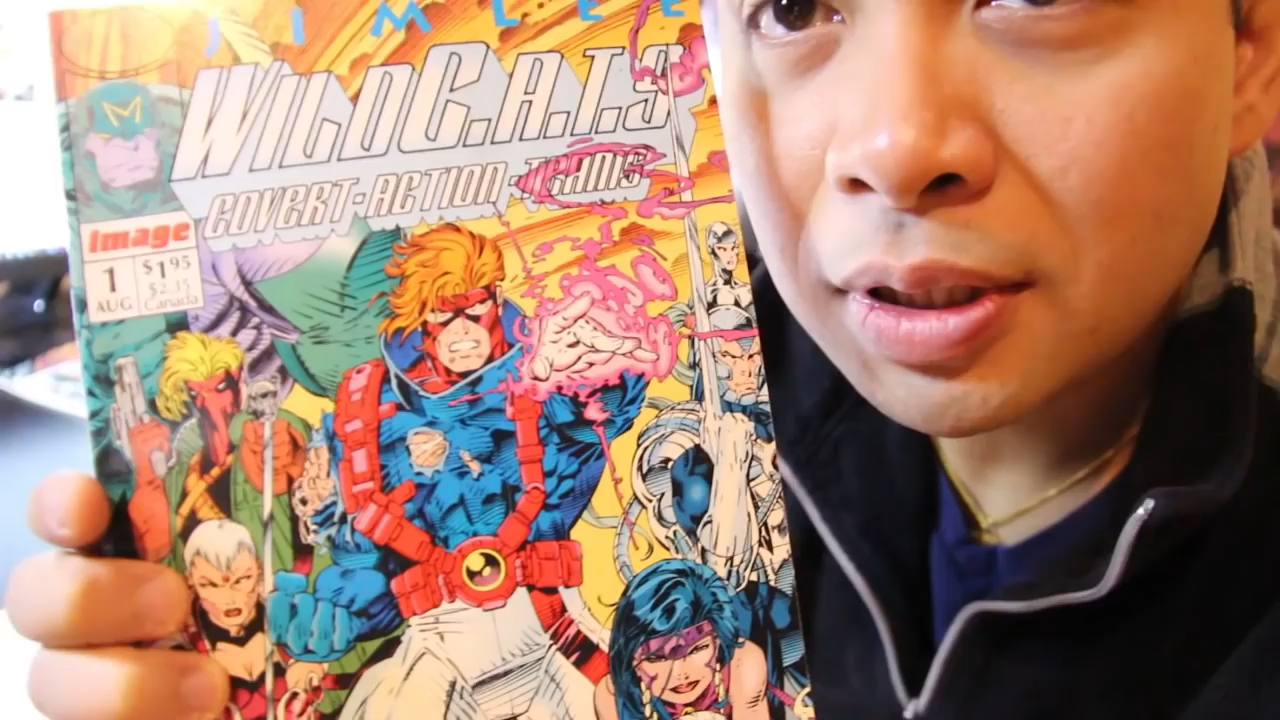 JIM LEE
WILDC.A.T.S
COVERT-ACTION-TEAMS
image
1
AUG
$1.95
$2.35
Canada